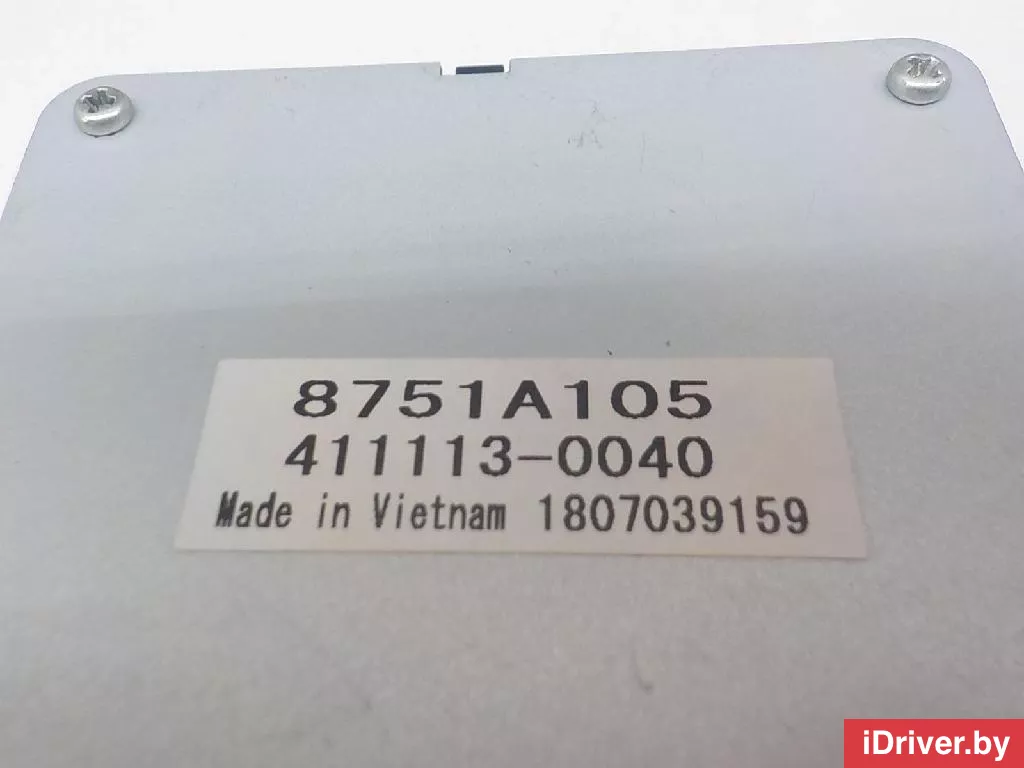 8751A105
411113-0040
Made in Vietnam 1807039159
iDriver.by